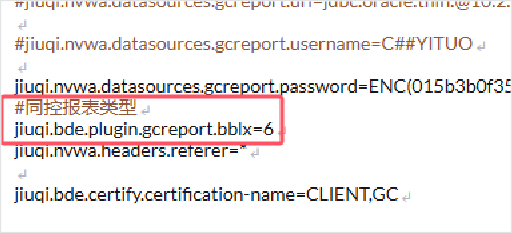 #jiuqi.nvwa.datasources.gcreport.url=jdbc:oracle:thin:@10.2
#jiuqi.nvwa.datasources.gcreport.username=C##YITUO
jiuqi.nvwa.datasources.gcreport.password=ENC(015b3b0f35
#同控报表类型
jiuqi.bde.plugin.gcreport.bblx=6
jiuqi.nvwa.headers.referer=*
jiuqi.bde.certify.certification-name=CLIENT,GC